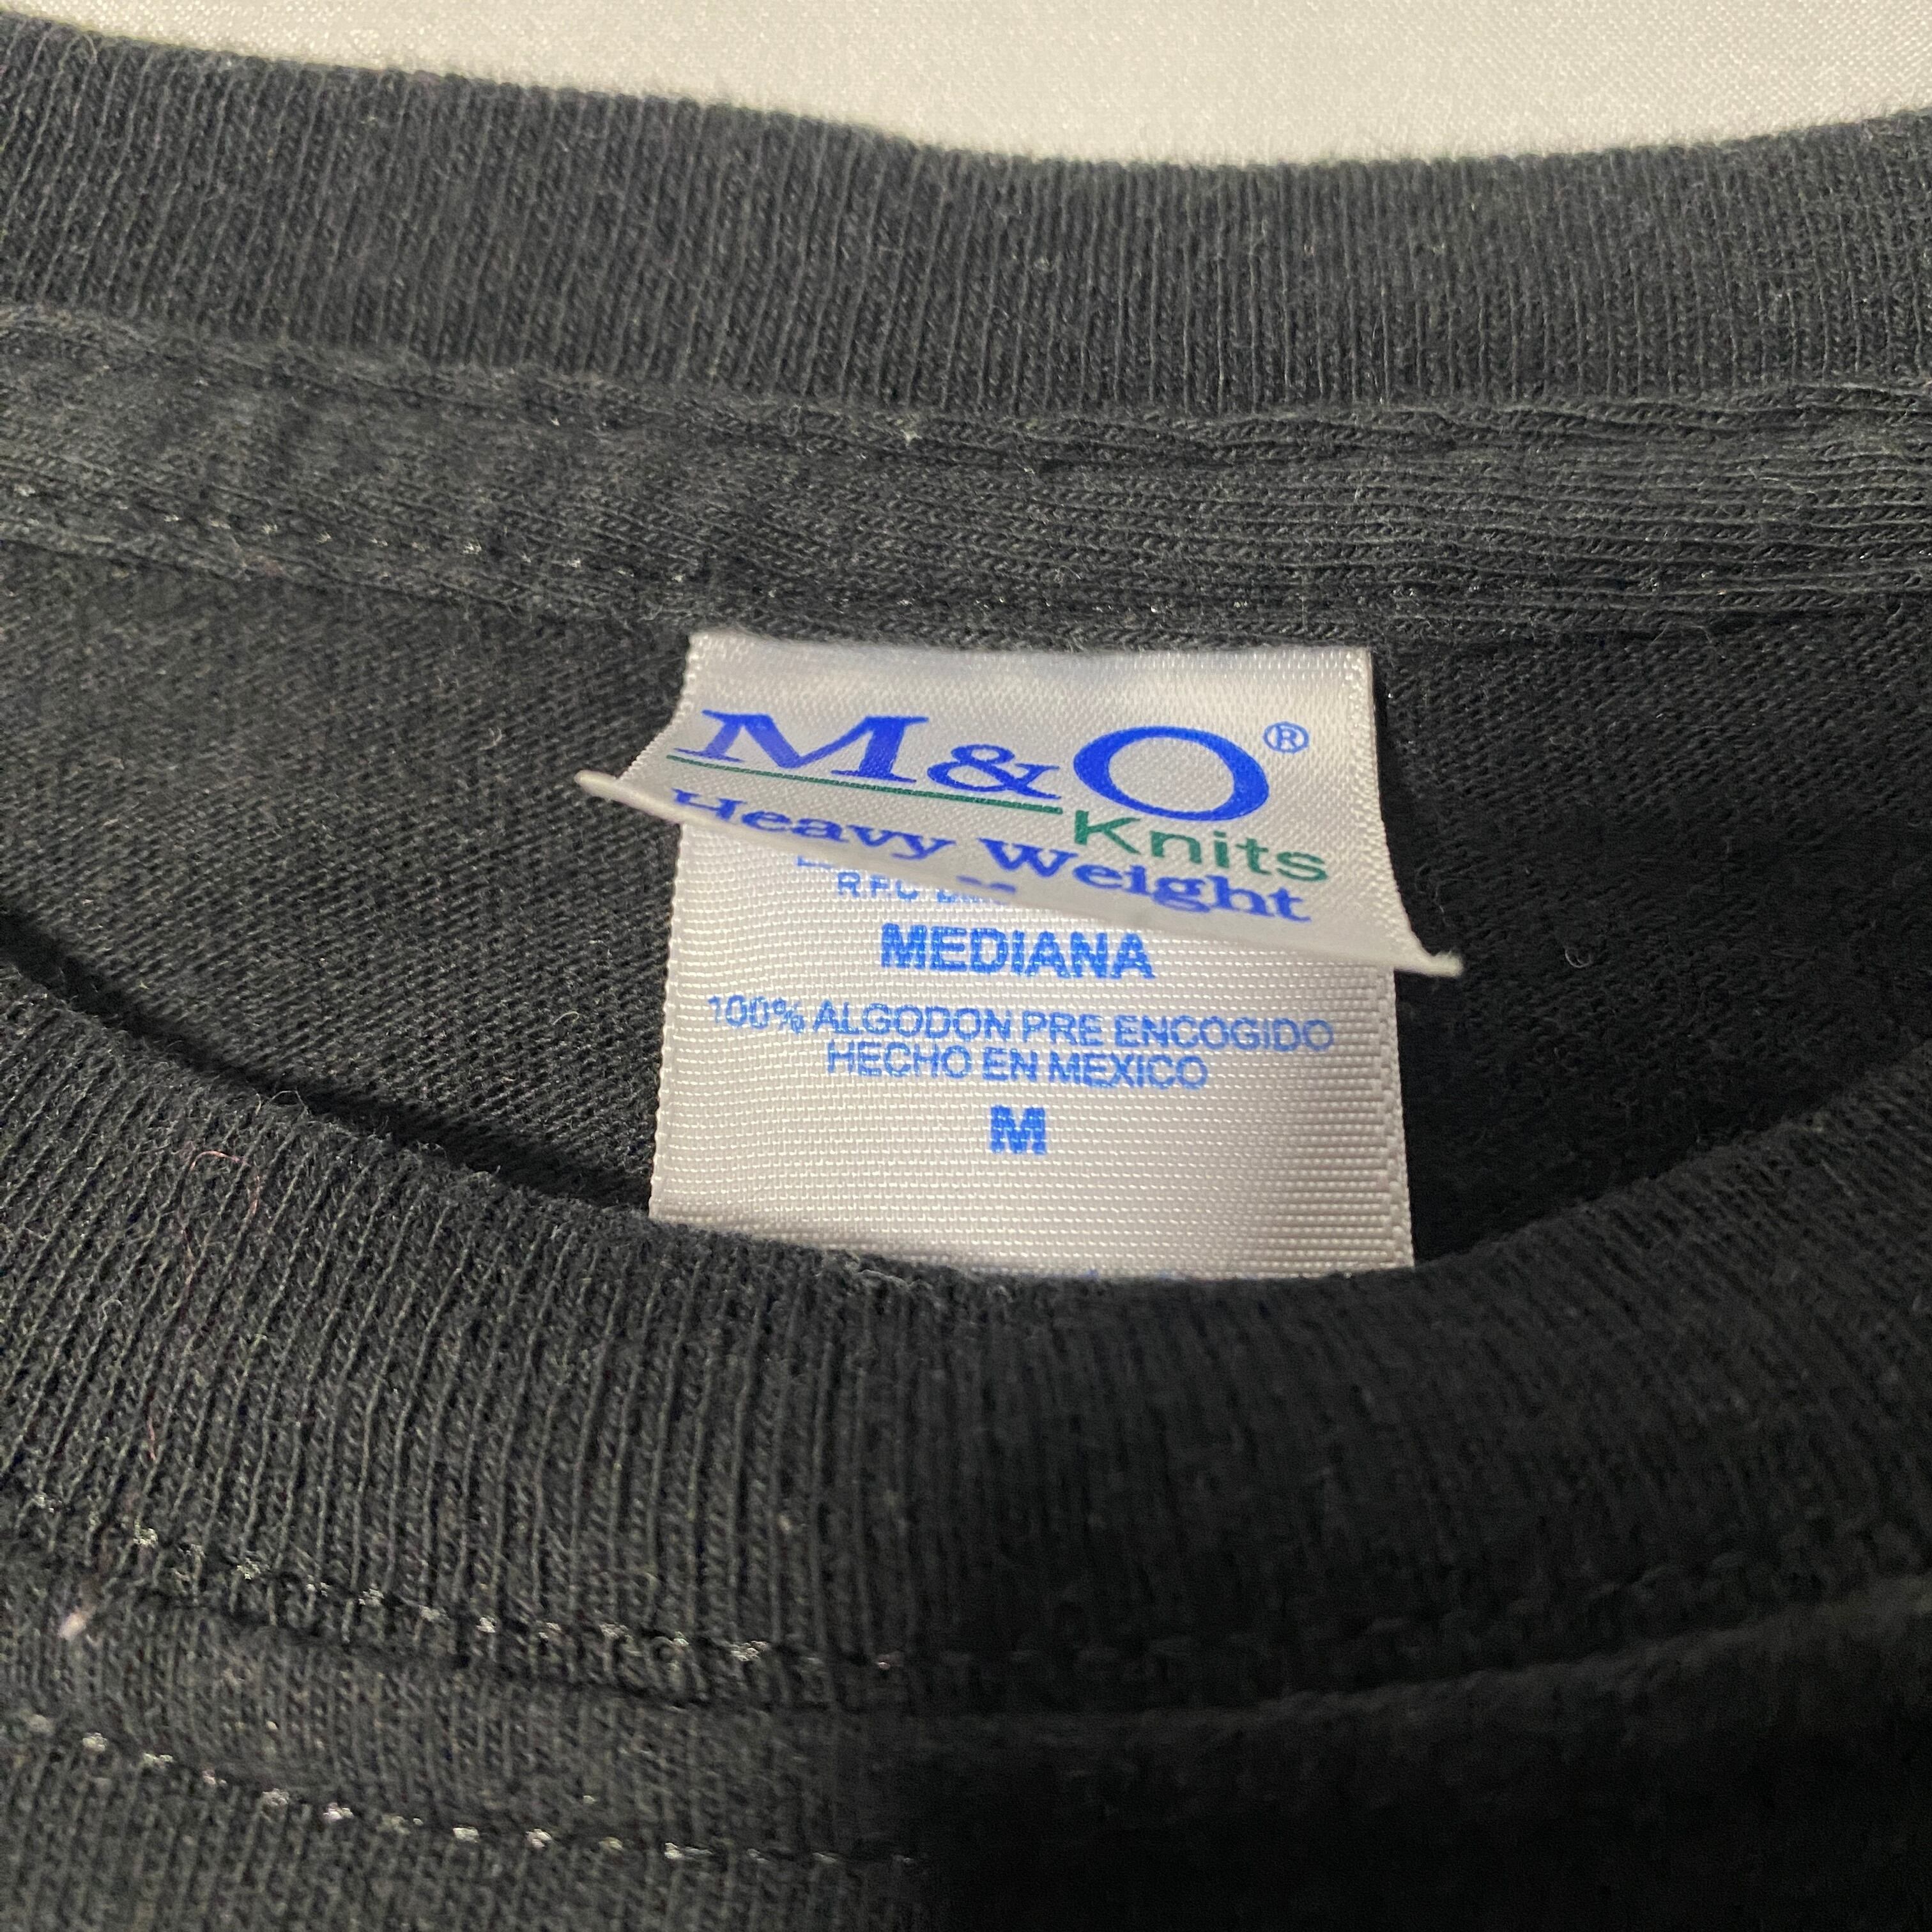 M&O®
Knits
Heavy Weight
R.F.C
MEDIANA
100% ALGODON PRE ENCOGIDO
HECHO EN MEXICO
M